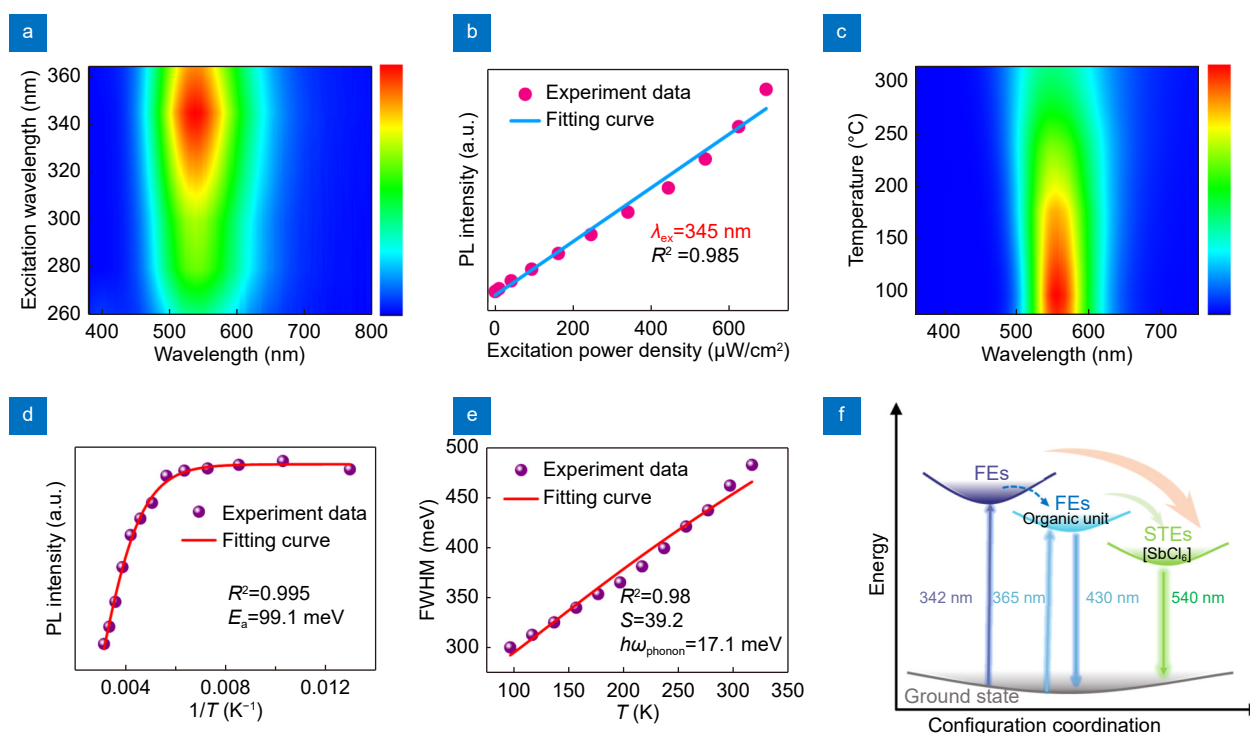 a
Excitation wavelength (nm)
360
340
320
300
280
260
400 500 600 700 800
Wavelength (nm)
b
PL intensity (a.u.)
Experiment data
Fitting curve
λex=345 nm
R² =0.985
0 200 400 600
Excitation power density (μW/cm²)
c
Temperature (°C)
300
250
200
150
100
400 500 600 700
Wavelength (nm)
d
PL intensity (a.u.)
Experiment data
Fitting curve
R²=0.995
Eₐ=99.1 meV
0.004 0.008 0.012
1/T (K⁻¹)
e
FWHM (meV)
500
450
400
350
300
Experiment data
Fitting curve
R²=0.98
S=39.2
hωphonon=17.1 meV
100 150 200 250 300 350
T (K)
f
Energy
FEs
FEs
Organic unit
STEs
[SbCl₆]
342 nm 365 nm 430 nm 540 nm
Ground state
Configuration coordination